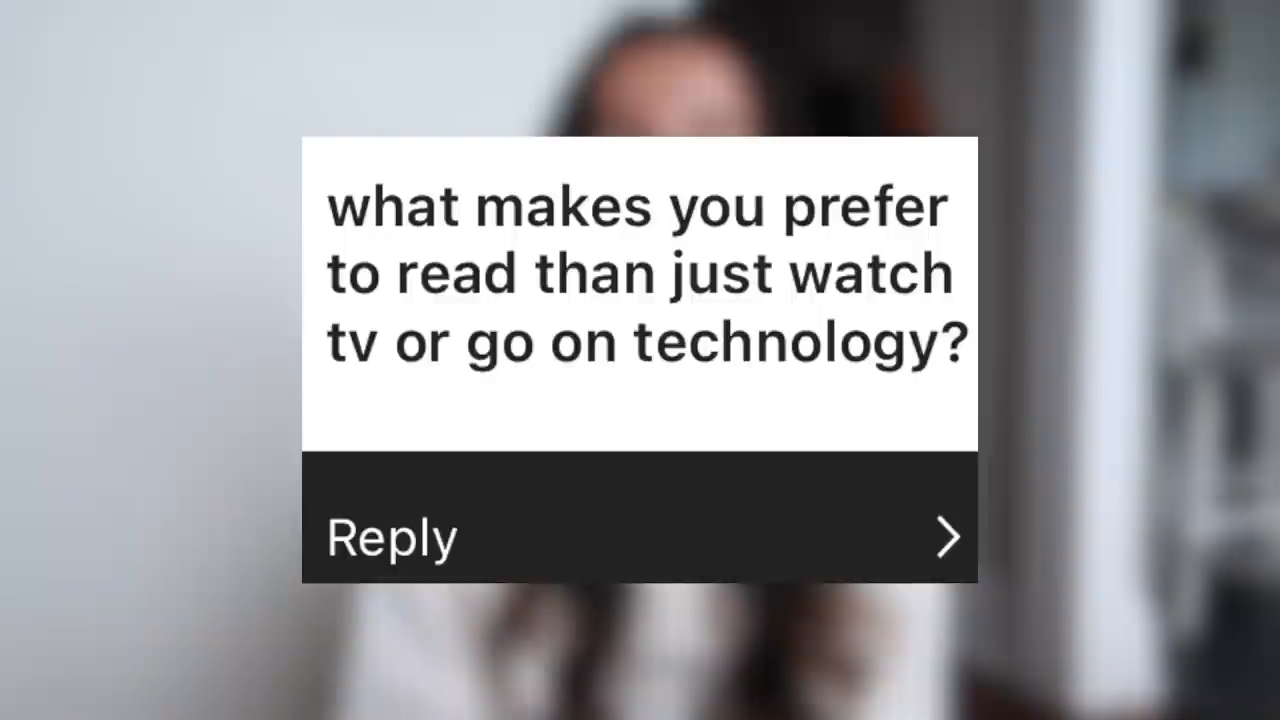 what makes you prefer
to read than just watch
tv or go on technology?
Reply